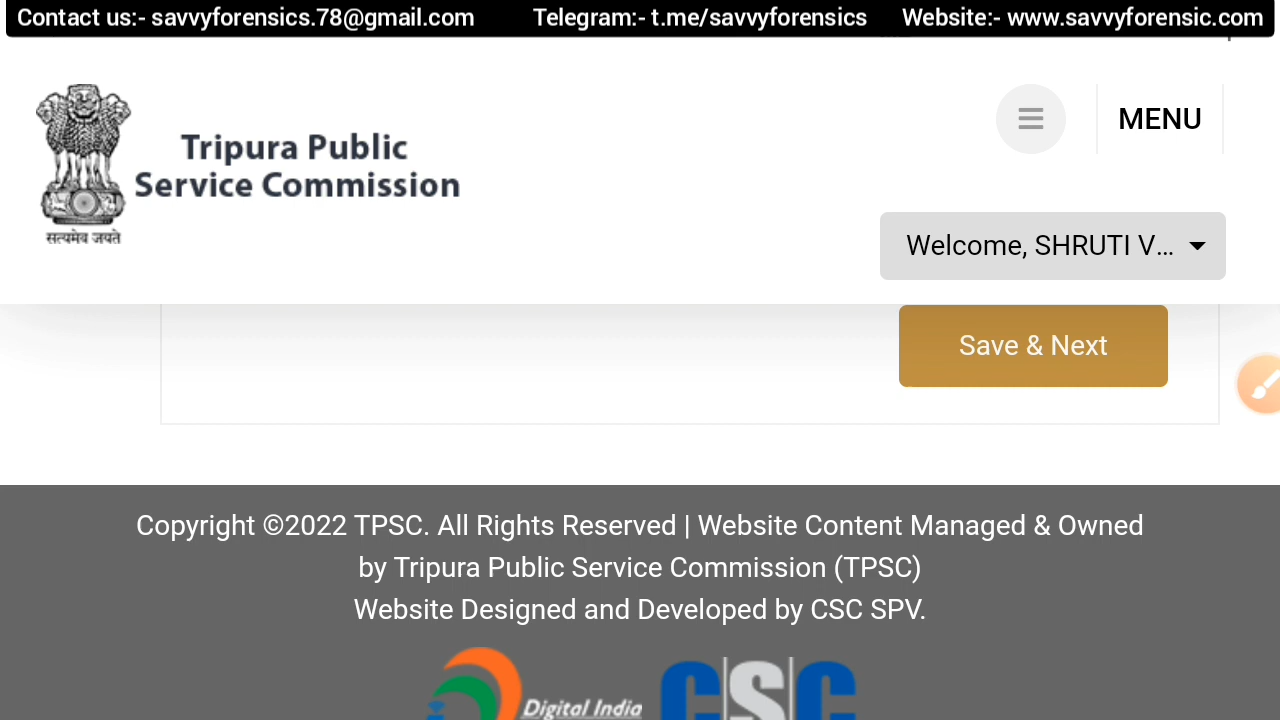 Contact us:- savvyforensics.78@gmail.com Telegram:- t.me/savvyforensics Website:- www.savvyforensic.com
सत्यमेव जयते
Tripura Public
Service Commission
MENU
Welcome, SHRUTI V...
Save & Next
Copyright ©2022 TPSC. All Rights Reserved | Website Content Managed & Owned
by Tripura Public Service Commission (TPSC)
Website Designed and Developed by CSC SPV.
Digital India
CSC